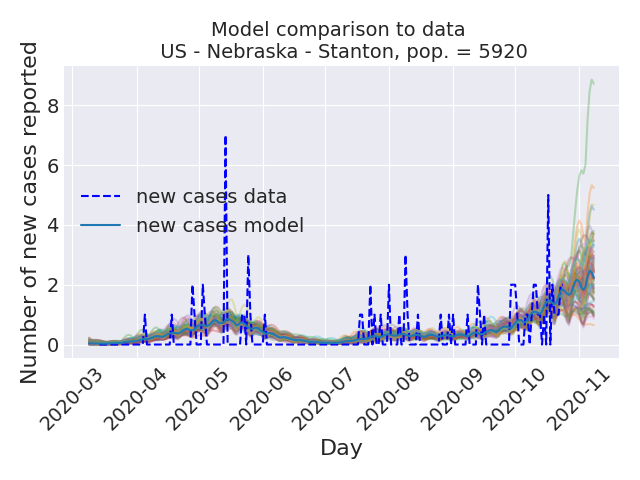 Model comparison to data
US - Nebraska - Stanton, pop. = 5920
Number of new cases reported
8
6
4
2
0
new cases data
new cases model
2020-03
2020-04
2020-05
2020-06
2020-07
2020-08
2020-09
2020-10
2020-11
Day